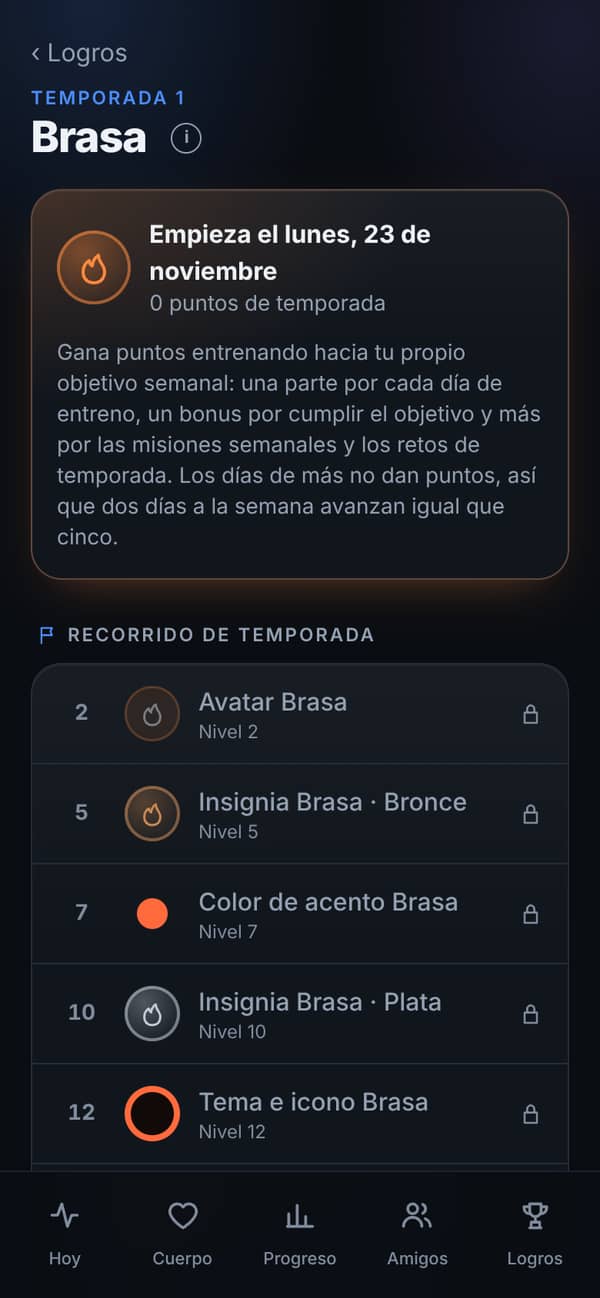 ‹ Logros
TEMPORADA 1
Brasa
i
Empieza el lunes, 23 de
noviembre
0 puntos de temporada
Gana puntos entrenando hacia tu propio
objetivo semanal: una parte por cada día de
entreno, un bonus por cumplir el objetivo y más
por las misiones semanales y los retos de
temporada. Los días de más no dan puntos, así
que dos días a la semana avanzan igual que
cinco.
RECORRIDO DE TEMPORADA
2
Avatar Brasa
Nivel 2
5
Insignia Brasa · Bronce
Nivel 5
7
Color de acento Brasa
Nivel 7
10
Insignia Brasa · Plata
Nivel 10
12
Tema e icono Brasa
Nivel 12
Hoy
Cuerpo
Progreso
Amigos
Logros